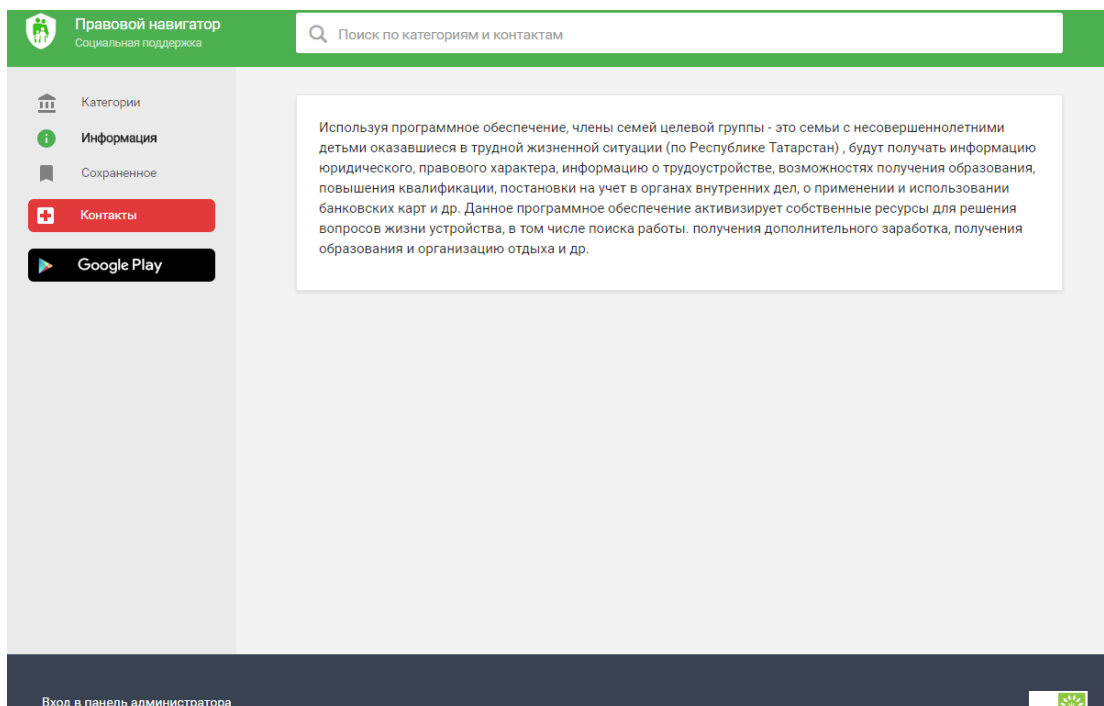 Правовой навигатор
Социальная поддержка
Поиск по категориям и контактам
Категории
Информация
Сохраненное
Контакты
Google Play
Используя программное обеспечение, члены семей целевой группы - это семьи с несовершеннолетними
детьми оказавшиеся в трудной жизненной ситуации (по Республике Татарстан) , будут получать информацию
юридического, правового характера, информацию о трудоустройстве, возможностях получения образования,
повышения квалификации, постановки на учет в органах внутренних дел, о применении и использовании
банковских карт и др. Данное программное обеспечение активизирует собственные ресурсы для решения
вопросов жизни устройства, в том числе поиска работы. получения дополнительного заработка, получения
образования и организацию отдыха и др.
Вход в панель администратора